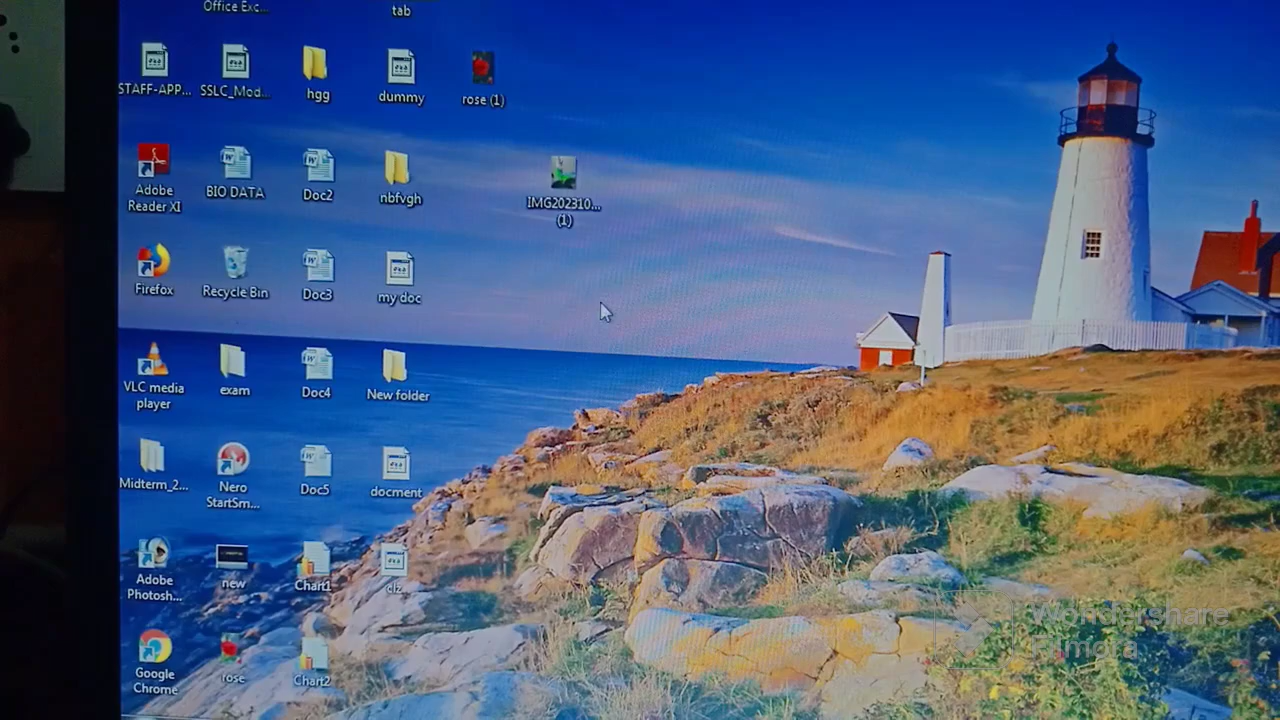 Office Exc...
tab
STAFF-APP...
SSLC_Mod...
hgg
dummy
rose (1)
Adobe
Reader XI
BIO DATA
Doc2
nbfvgh
IMG202310...
(1)
Firefox
Recycle Bin
Doc3
my doc
VLC media
player
exam
Doc4
New folder
Midterm_2...
Nero
StartSm...
Doc5
docment
Adobe
Photosh...
new
Chart1
clz
Google
Chrome
rose
Chart2
Wondershare
Filmora